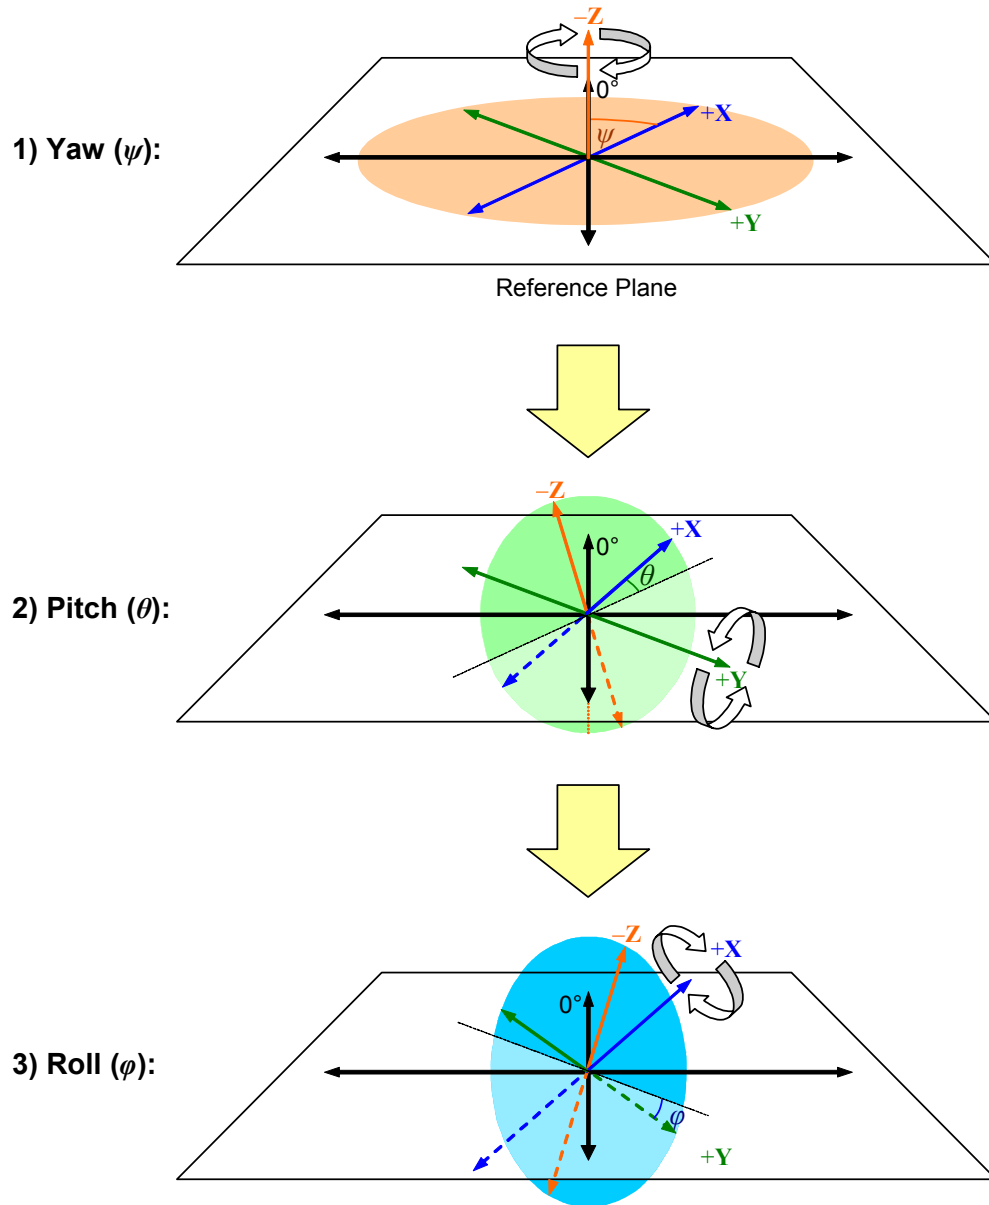 –Z
0°
+X
ψ
1) Yaw (ψ):
+Y
Reference Plane
–Z
+X
0°
θ
2) Pitch (θ):
+Y
–Z
+X
0°
3) Roll (φ):
φ
+Y